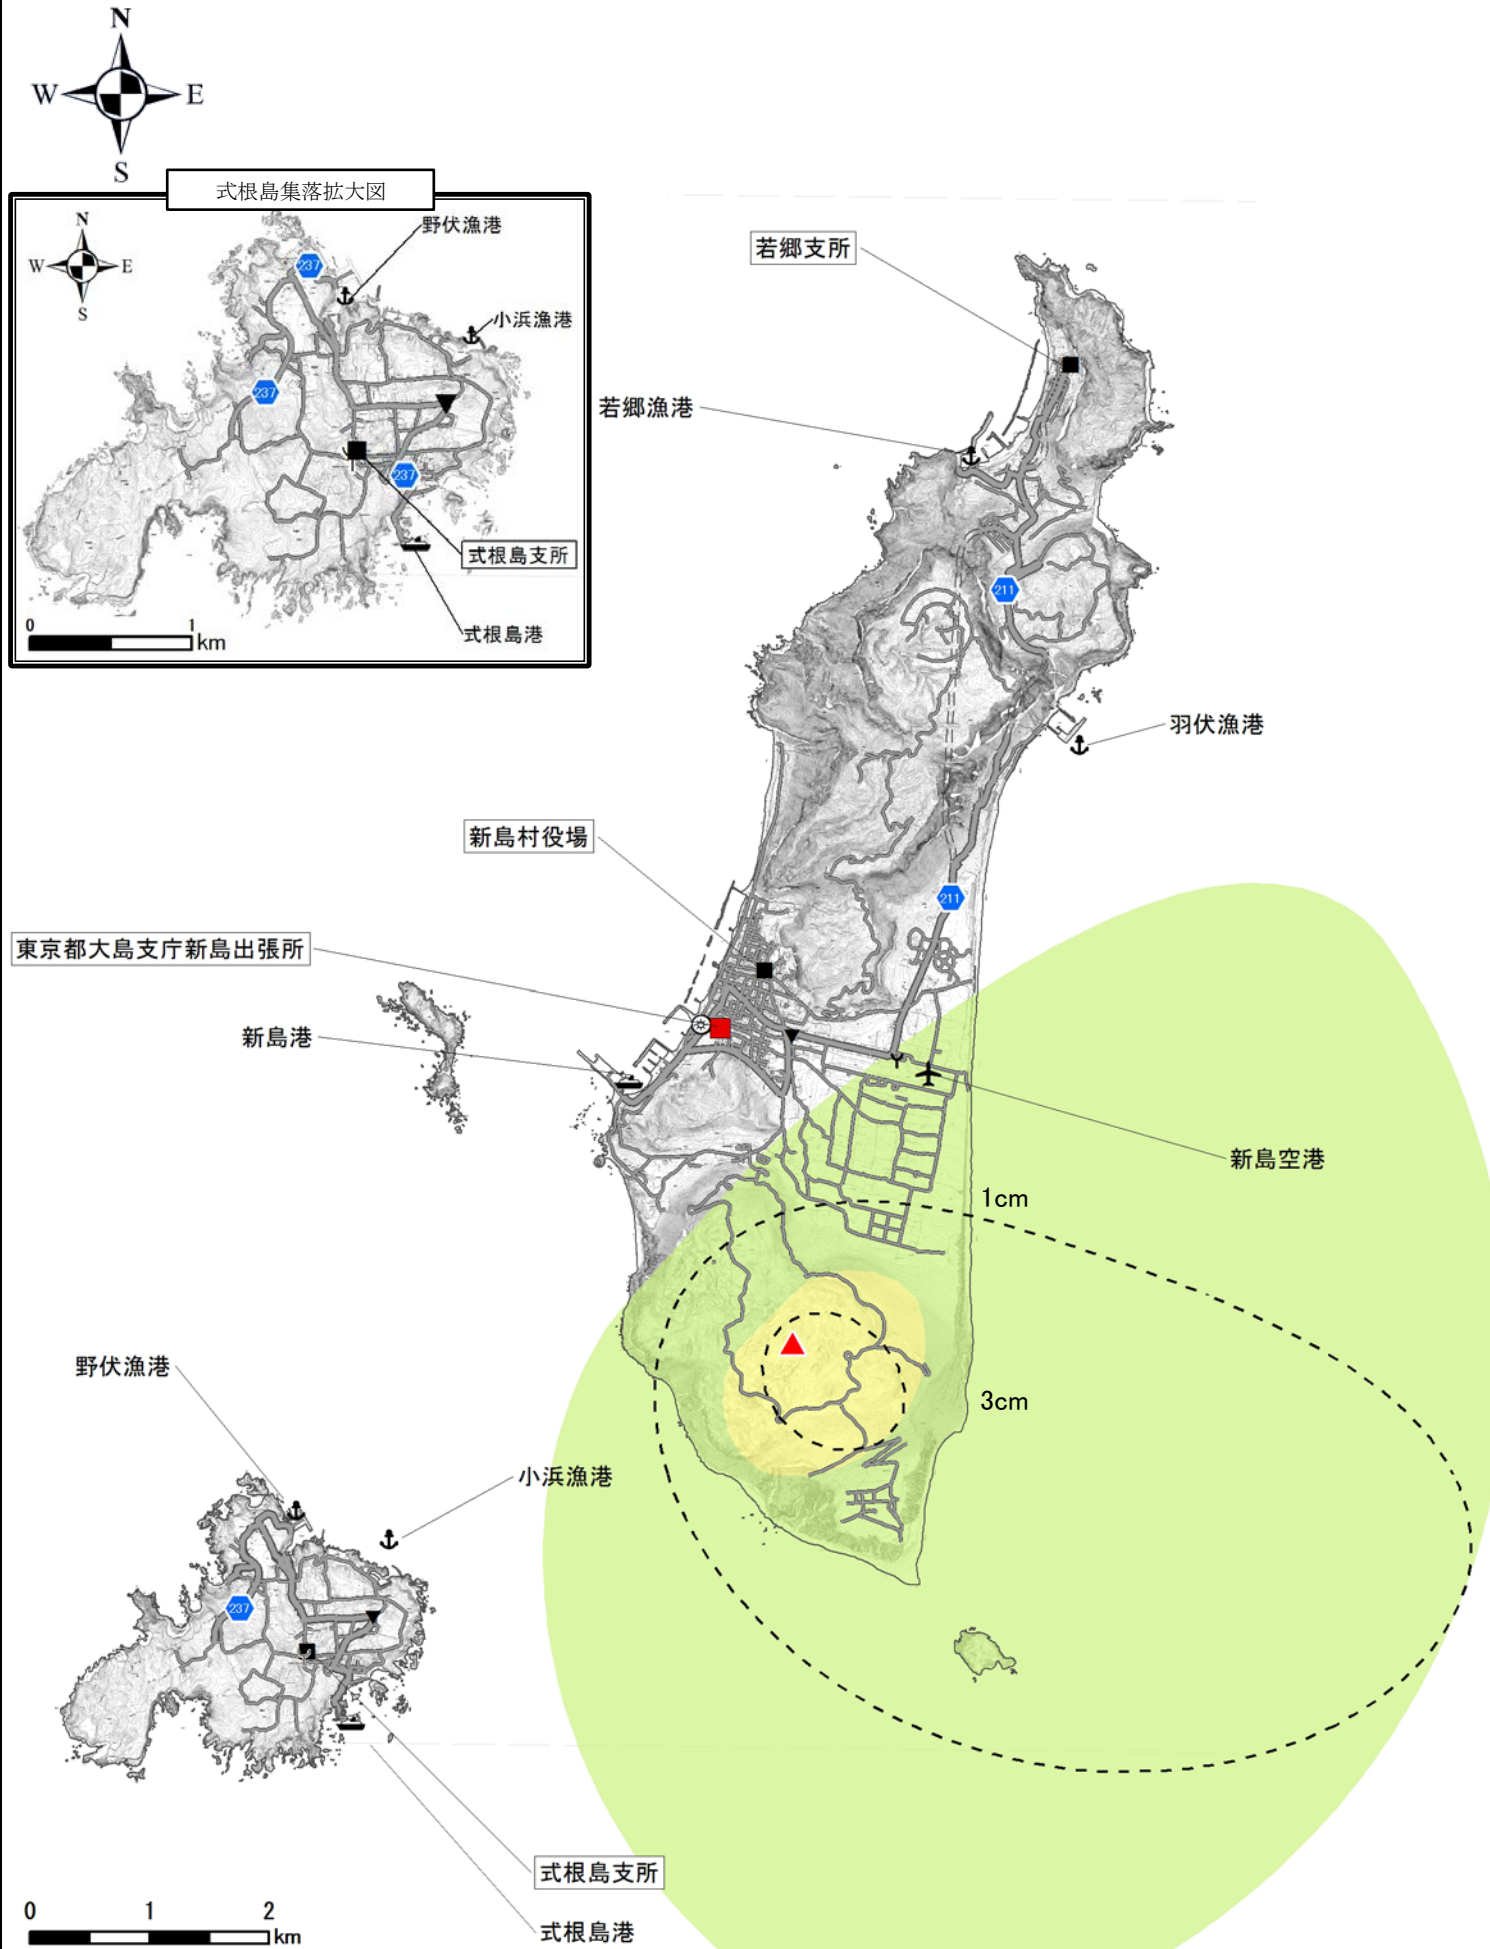 N
W E
S
式根島集落拡大図
N
W E
S
野伏漁港
237
小浜漁港
237
237
式根島支所
式根島港
0 1
km
若郷支所
若郷漁港
211
羽伏漁港
新島村役場
211
東京都大島支庁新島出張所
新島港
新島空港
1cm
3cm
野伏漁港
小浜漁港
237
式根島支所
式根島港
0 1 2
km